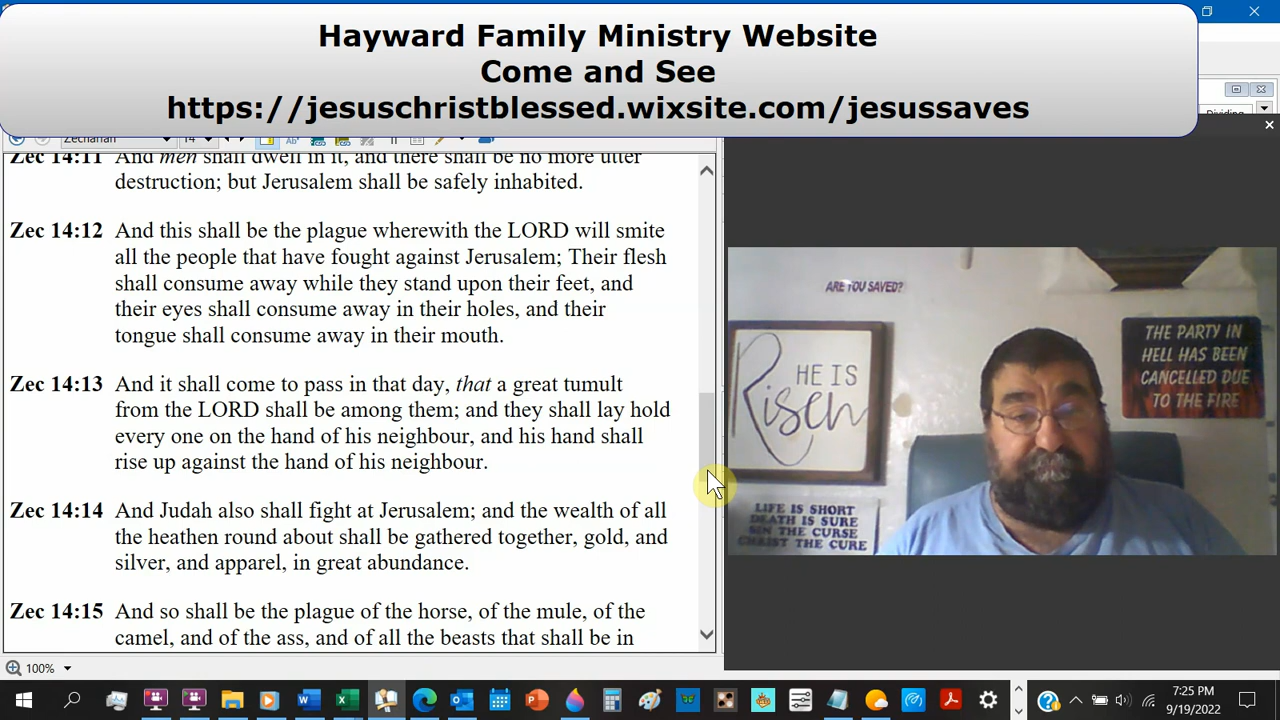 Hayward Family Ministry Website
Come and See
https://jesuschristblessed.wixsite.com/jesussaves
Zechariah 14
Dividing
Zec 14:11 And men shall dwell in it, and there shall be no more utter
destruction; but Jerusalem shall be safely inhabited.
Zec 14:12 And this shall be the plague wherewith the LORD will smite
all the people that have fought against Jerusalem; Their flesh
shall consume away while they stand upon their feet, and
their eyes shall consume away in their holes, and their
tongue shall consume away in their mouth.
Zec 14:13 And it shall come to pass in that day, that a great tumult
from the LORD shall be among them; and they shall lay hold
every one on the hand of his neighbour, and his hand shall
rise up against the hand of his neighbour.
Zec 14:14 And Judah also shall fight at Jerusalem; and the wealth of all
the heathen round about shall be gathered together, gold, and
silver, and apparel, in great abundance.
Zec 14:15 And so shall be the plague of the horse, of the mule, of the
camel, and of the ass, and of all the beasts that shall be in
100%
ARE YOU SAVED?
HE IS
Risen
THE PARTY IN
HELL HAS BEEN
CANCELLED DUE
TO THE FIRE
LIFE IS SHORT
DEATH IS SURE
SIN THE CURSE
CHRIST THE CURE
7:25 PM
9/19/2022